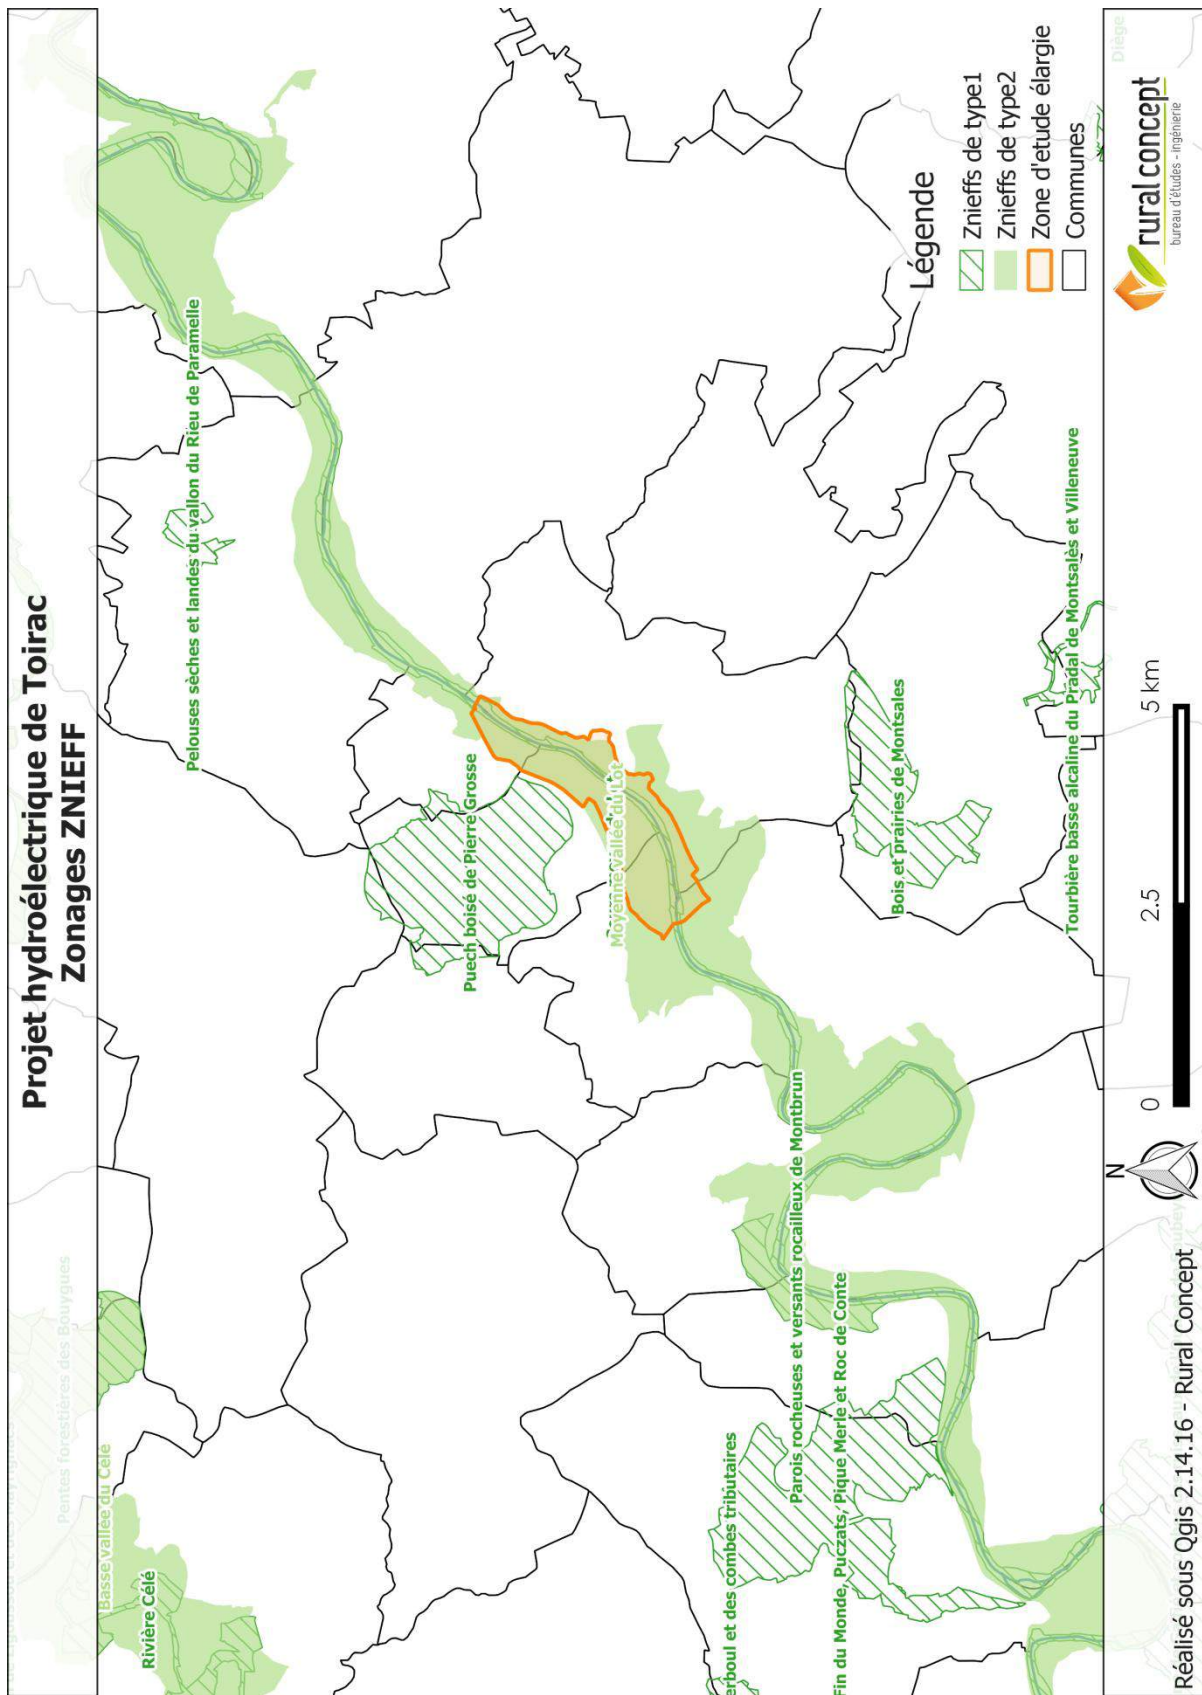 Projet hydroélectrique de Toirac
Zonages ZNIEFF
Pentes forestières des Bouygues
Basse vallée du Célé
Rivière Célé
Pelouses sèches et landes du vallon du Rieu de Paramelle
Puech boisé de Pierre Grosse
Moyenne vallée du Lot
erboul et des combes tributaires
Parois rocheuses et versants rocailleux de Montbrun
Fin du Monde, Puczats, Pique Merle et Roc de Conte
Bois et prairies de Montsales
Tourbière basse alcaline du Pradal de Montsalès et Villeneuve
Diège
Légende
Znieffs de type1
Znieffs de type2
Zone d'etude élargie
Communes
N
0 2.5 5 km
Réalisé sous Qgis 2.14.16 - Rural Concept
rural concept
bureau d'études - ingénierie